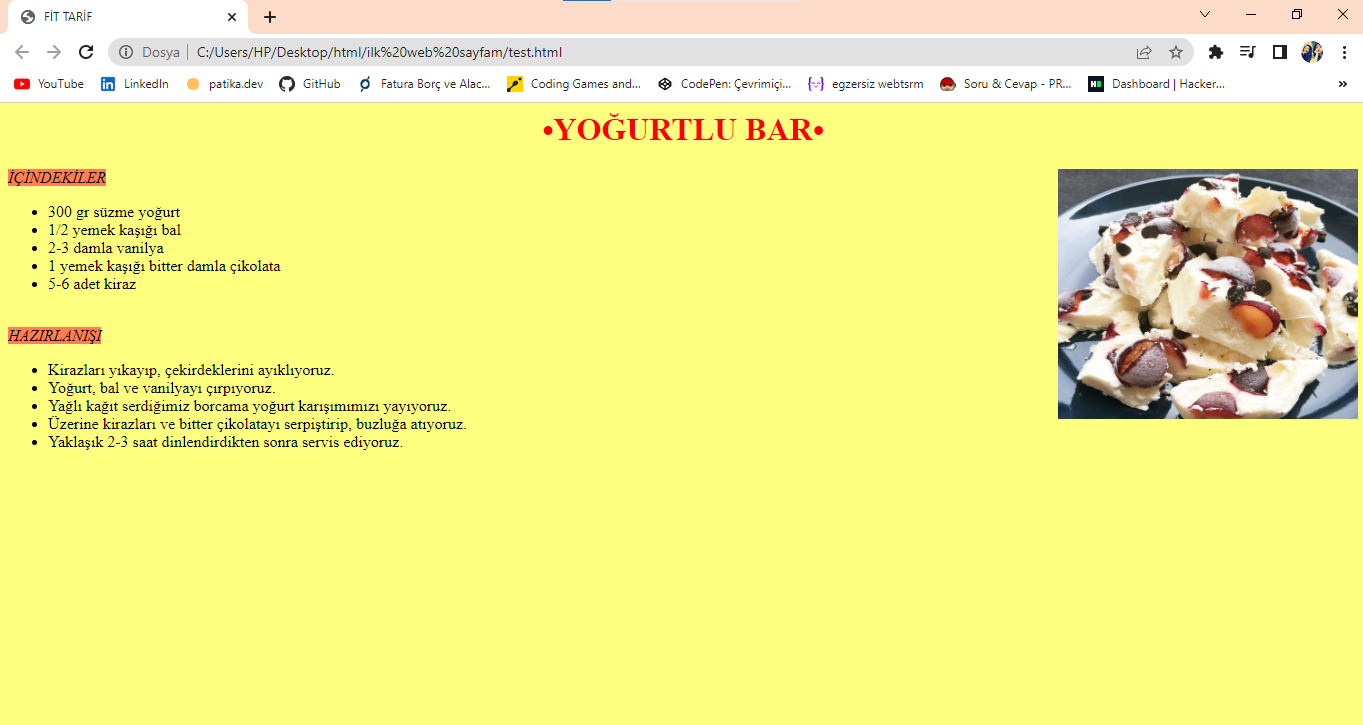 FİT TARİF
Dosya | C:/Users/HP/Desktop/html/ilk%20web%20sayfam/test.html
YouTube LinkedIn patika.dev GitHub Fatura Borç ve Alac... Coding Games and... CodePen: Çevrimiçi... egzersiz webtsrm Soru & Cevap - PR... Dashboard | Hacker... »
•YOĞURTLU BAR•
İÇİNDEKİLER
• 300 gr süzme yoğurt
• 1/2 yemek kaşığı bal
• 2-3 damla vanilya
• 1 yemek kaşığı bitter damla çikolata
• 5-6 adet kiraz
HAZIRLANIŞI
• Kirazları yıkayıp, çekirdeklerini ayıklıyoruz.
• Yoğurt, bal ve vanilyayı çırpıyoruz.
• Yağlı kağıt serdiğimiz borcama yoğurt karışımımızı yayıyoruz.
• Üzerine kirazları ve bitter çikolatayı serpiştirip, buzluğa atıyoruz.
• Yaklaşık 2-3 saat dinlendirdikten sonra servis ediyoruz.